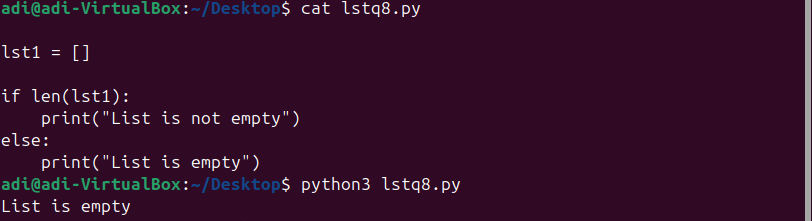 adi@adi-VirtualBox:~/Desktop$ cat lstq8.py
lst1 = []
if len(lst1):
    print("List is not empty")
else:
    print("List is empty")
adi@adi-VirtualBox:~/Desktop$ python3 lstq8.py
List is empty